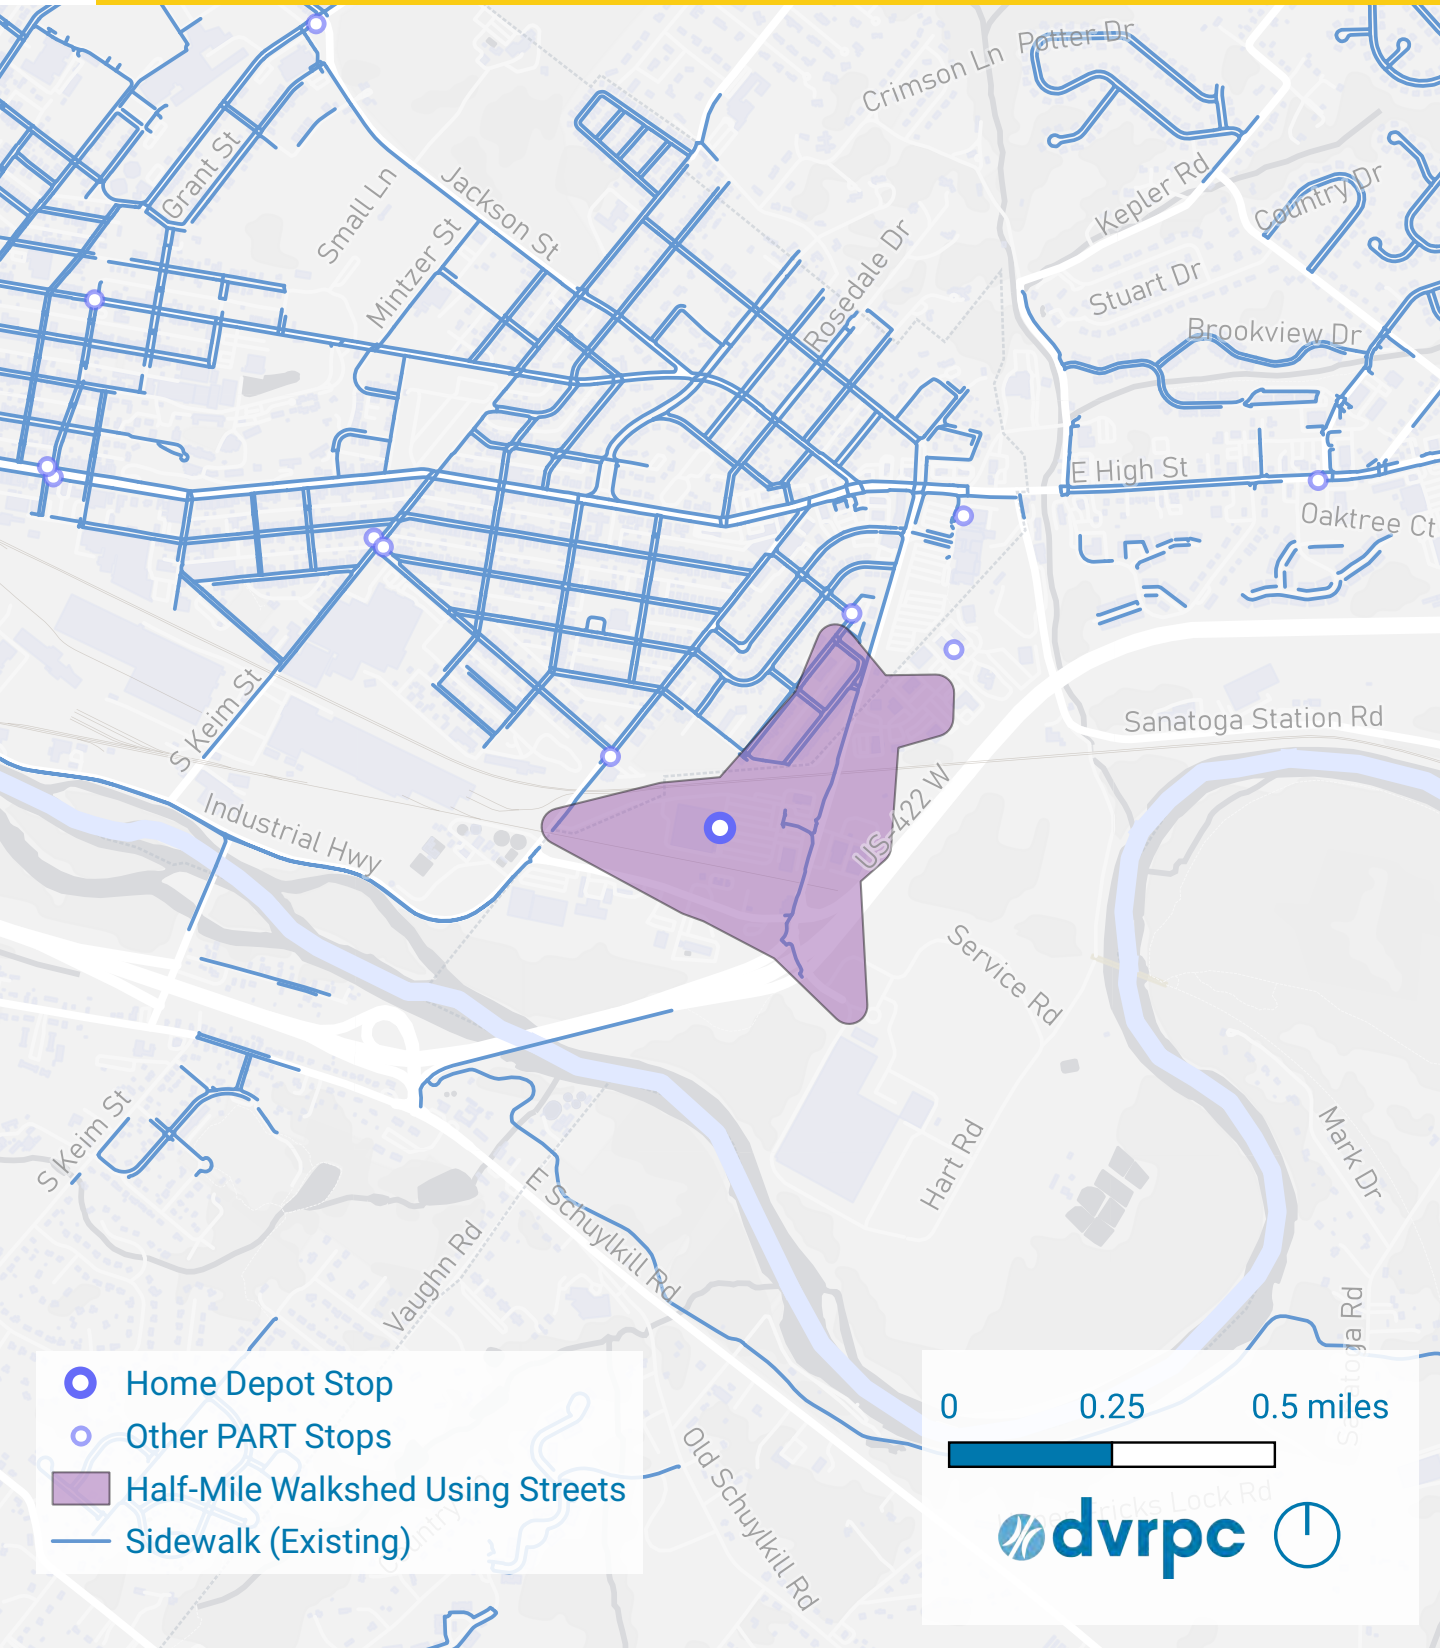 Crimson Ln
Potter Dr
Grant St
Small Ln
Jackson St
Mintzer St
Rosedale Dr
Kepler Rd
Country Dr
Stuart Dr
Brookview Dr
E High St
Oaktree Ct
S Keim St
Sanatoga Station Rd
Industrial Hwy
US-422 W
Service Rd
S Keim St
Hart Rd
Mark Dr
E Schuylkill Rd
Vaughn Rd
Old Schuylkill Rd
Home Depot Stop
Other PART Stops
Half-Mile Walkshed Using Streets
Sidewalk (Existing)
0 0.25 0.5 miles
dvrpc